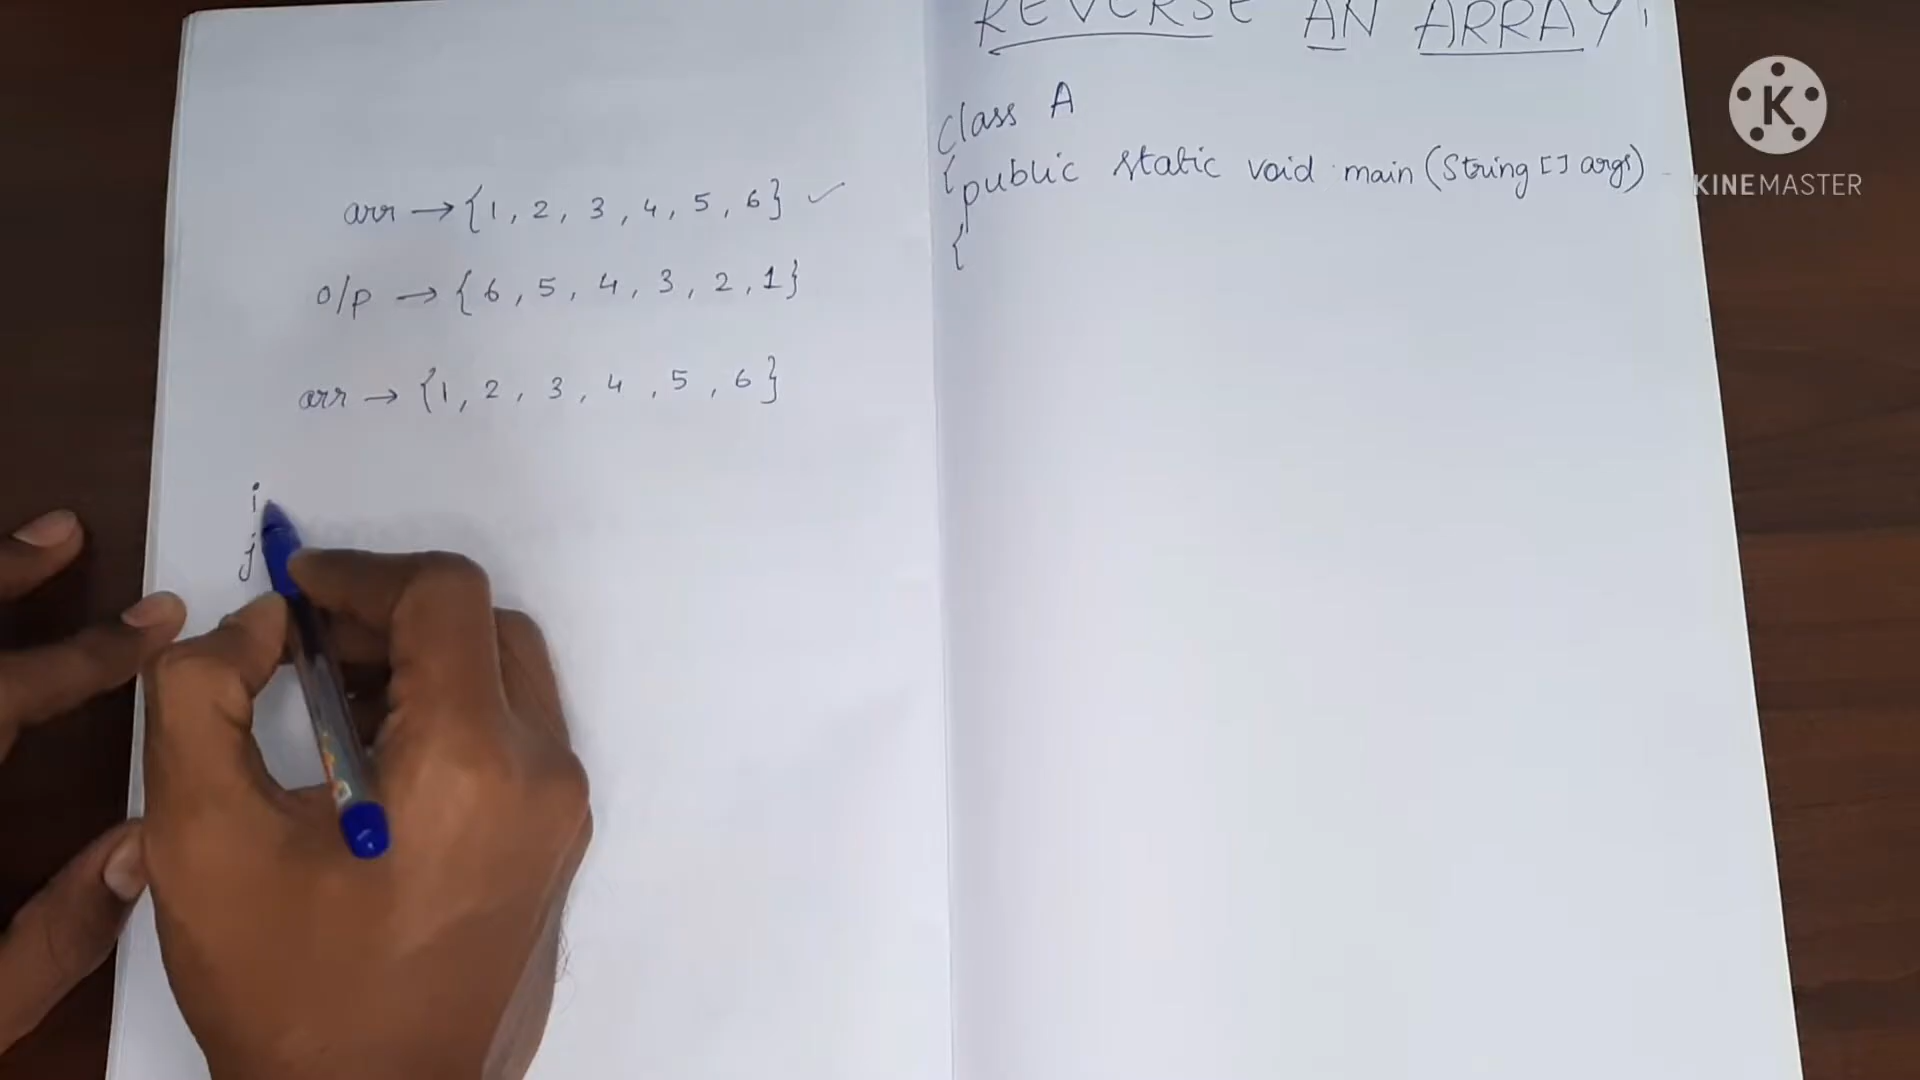 arr → {1, 2, 3, 4, 5, 6} ✓
o/p → {6, 5, 4, 3, 2, 1}
arr → {1, 2, 3, 4, 5, 6}
i
j
REVERSE AN ARRAY!
Class A
{public static void main (String [] args)
{
K
KINEMASTER